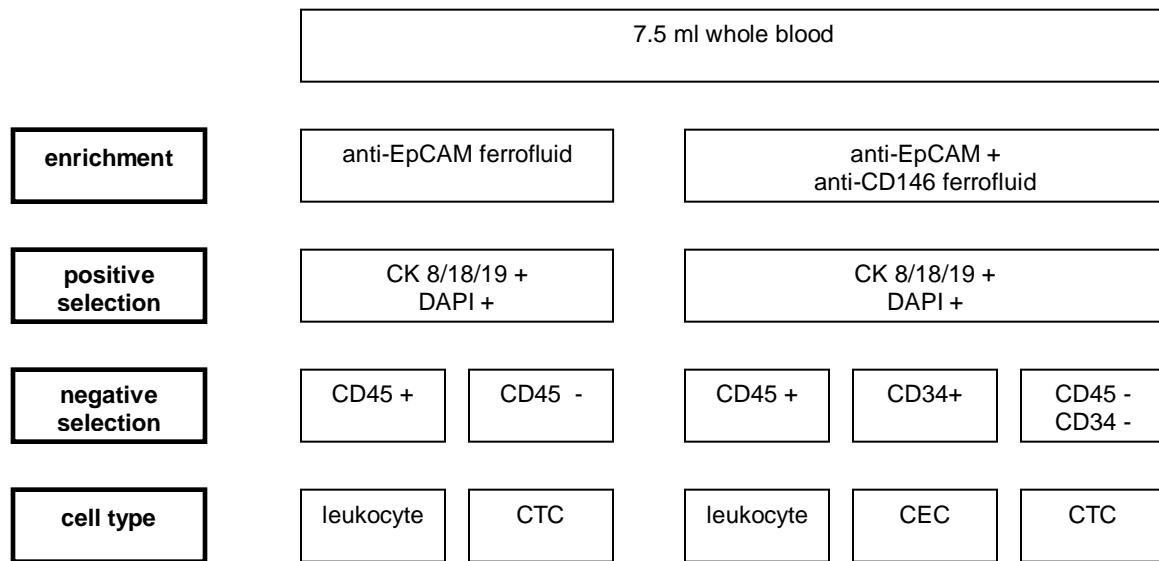 7.5 ml whole blood
enrichment
anti-EpCAM ferrofluid
anti-EpCAM +
anti-CD146 ferrofluid
positive
selection
CK 8/18/19 +
DAPI +
CK 8/18/19 +
DAPI +
negative
selection
CD45 +
CD45 -
CD45 +
CD34+
CD45 -
CD34 -
cell type
leukocyte
CTC
leukocyte
CEC
CTC